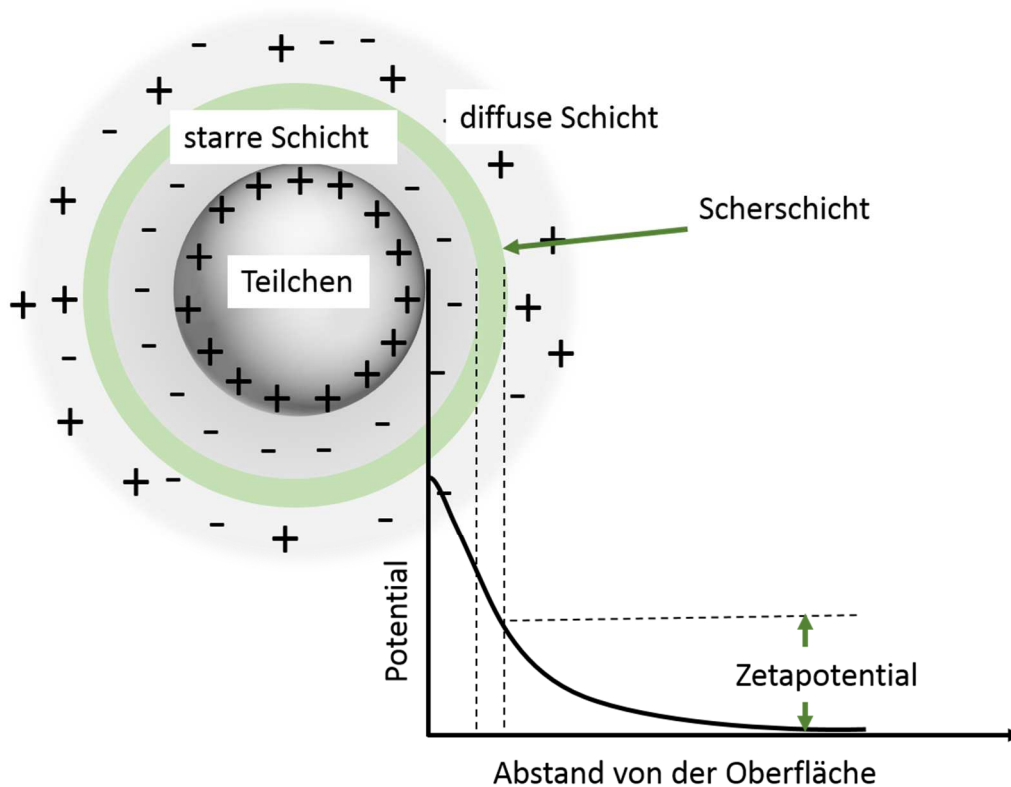 starre Schicht
diffuse Schicht
Scherschicht
Teilchen
Potential
Zetapotential
Abstand von der Oberfläche